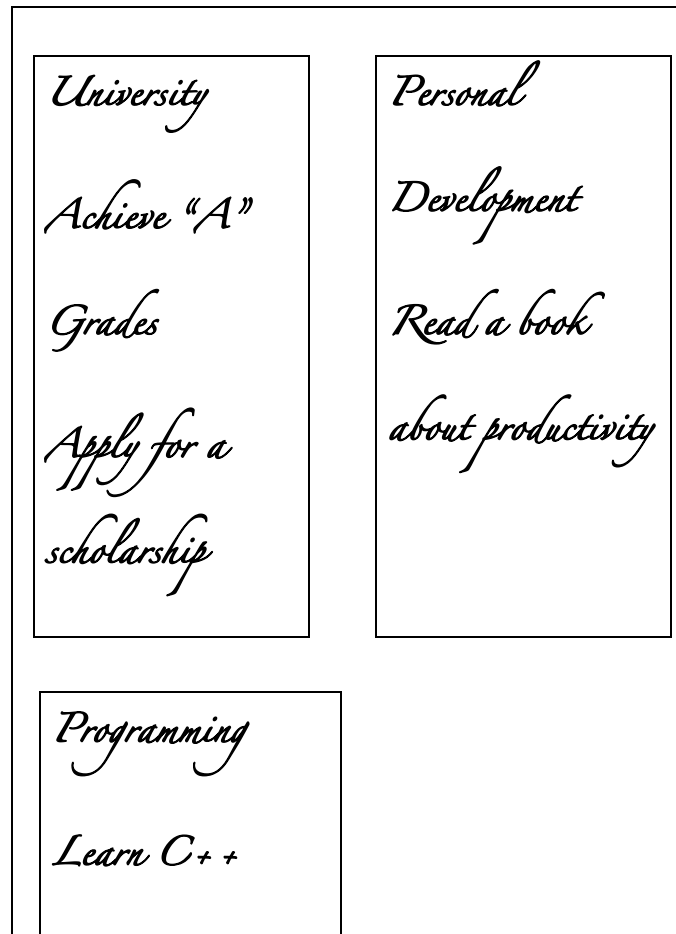 University
Achieve “A”
Grades
Apply for a
scholarship
Personal
Development
Read a book
about productivity
Programming
Learn C++